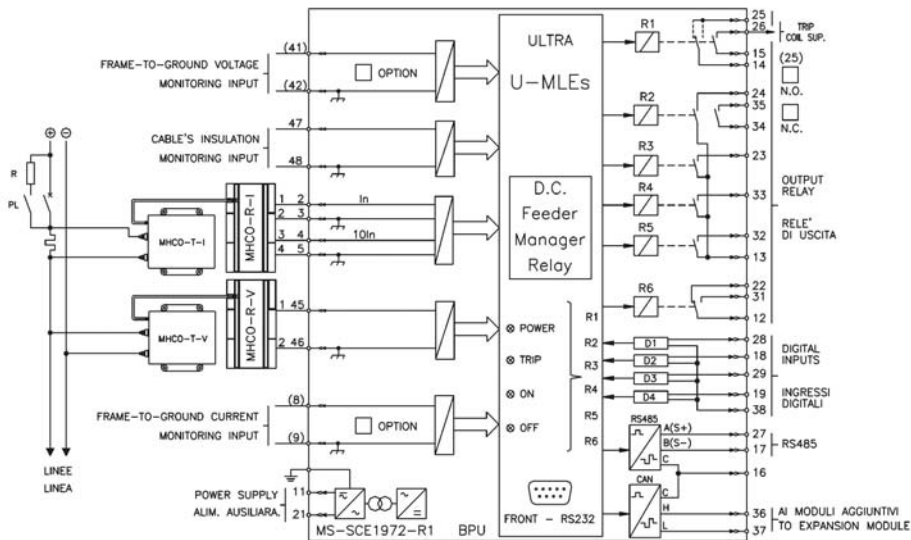 FRAME-TO-GROUND VOLTAGE
MONITORING INPUT
(41)
(42)
OPTION
CABLE'S INSULATION
MONITORING INPUT
47
48
R
PL
MHCO-T-I
MHCO-R-I
1 2
2 3
3 4
4 5
In
10In
MHCO-T-V
MHCO-R-V
1 45
2 46
FRAME-TO-GROUND CURRENT
MONITORING INPUT
(8)
(9)
OPTION
LINEE
LINEA
POWER SUPPLY
ALIM. AUSILIARA.
11
21
MS-SCE1972-R1
BPU
ULTRA
U-MLEs
D.C.
Feeder
Manager
Relay
POWER
TRIP
ON
OFF
R1
R2
R3
R4
R5
R6
FRONT - RS232
R1
R2
R3
R4
R5
R6
D1
D2
D3
D4
RS485
A(S+)
B(S-)
C
CAN
C
H
L
25
26
15
14
TRIP
COIL SUP.
(25)
N.O.
N.C.
24
35
34
23
33
32
13
OUTPUT
RELAY
RELE'
DI USCITA
22
31
12
28
18
29
19
38
DIGITAL
INPUTS
INGRESSI
DIGITALI
27
17
RS485
16
36
37
AI MODULI AGGIUNTIVI
TO EXPANSION MODULE